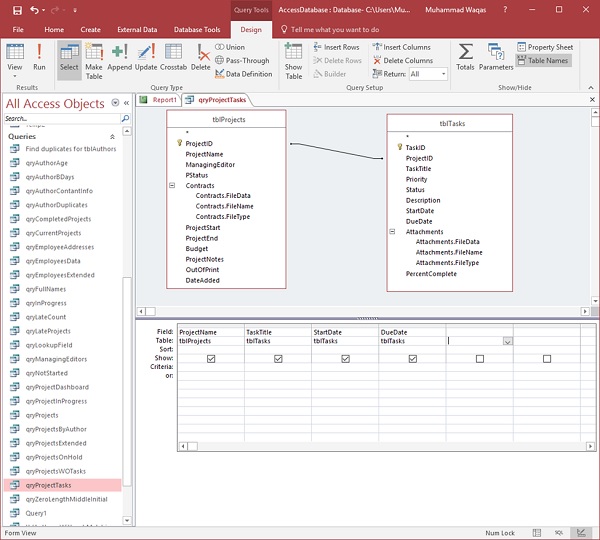 Query Tools
AccessDatabase : Database- C:\Users\Mu...
Muhammad Waqas
File
Home
Create
External Data
Database Tools
Design
Tell me what you want to do
View
Run
Select
Make Table
Append
Update
Crosstab
Delete
Union
Pass-Through
Data Definition
Show Table
Insert Rows
Delete Rows
Builder
Insert Columns
Delete Columns
Return: All
Totals
Parameters
Property Sheet
Table Names
Results
Query Type
Query Setup
Show/Hide
All Access Objects
Search...
Queries
Find duplicates for tblAuthors
qryAuthorAge
qryAuthorBDays
qryAuthorContantInfo
qryAuthorDuplicates
qryCompletedProjects
qryCurrentProjects
qryEmployeeAddresses
qryEmployeesData
qryEmployeesExtended
qryFullNames
qryInProgress
qryLateCount
qryLateProjects
qryLookupField
qryManagingEditors
qryNotStarted
qryProjectDashboard
qryProjectInProgress
qryProjects
qryProjectsByAuthor
qryProjectsExtended
qryProjectsOnHold
qryProjectsWOTasks
qryProjectTasks
qryZeroLengthMiddleInitial
Query1
Report1
qryProjectTasks
tblProjects
*
ProjectID
ProjectName
ManagingEditor
PStatus
Contracts
Contracts.FileData
Contracts.FileName
Contracts.FileType
ProjectStart
ProjectEnd
Budget
ProjectNotes
OutOfPrint
DateAdded
tblTasks
*
TaskID
ProjectID
TaskTitle
Priority
Status
Description
StartDate
DueDate
Attachments
Attachments.FileData
Attachments.FileName
Attachments.FileType
PercentComplete
Field: ProjectName TaskTitle StartDate DueDate
Table: tblProjects tblTasks tblTasks tblTasks
Sort:
Show:
Criteria:
or:
Form View
Num Lock
SQL